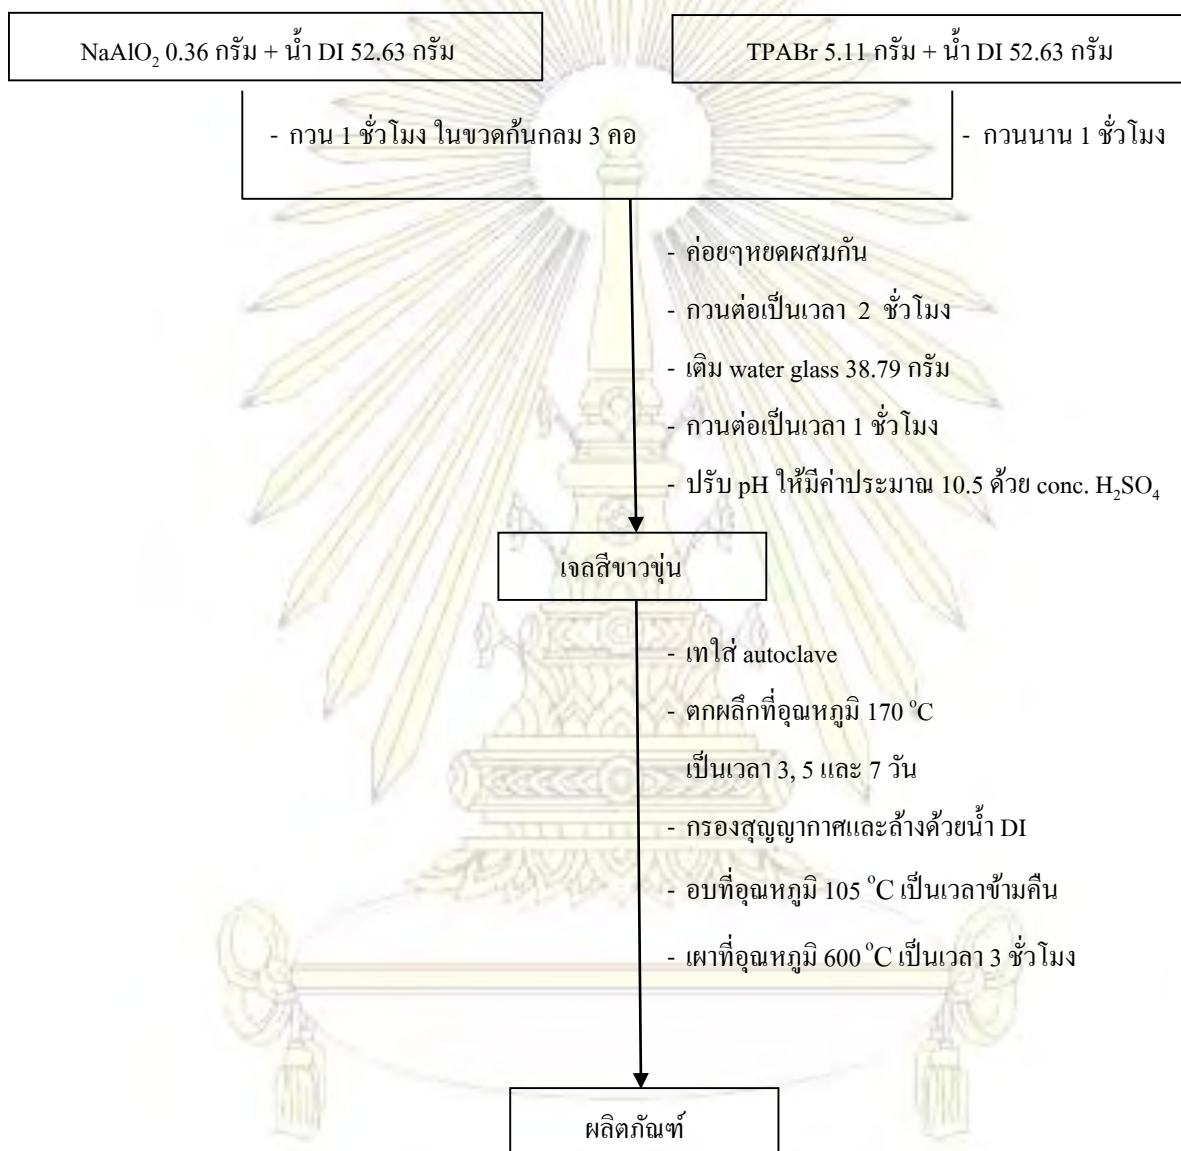 NaAlO₂ 0.36 กรัม + น้ำ DI 52.63 กรัม
TPABr 5.11 กรัม + น้ำ DI 52.63 กรัม
- กวน 1 ชั่วโมง ในขวดก้นกลม 3 คอ
- กวนนาน 1 ชั่วโมง
- ค่อยๆหยดผสมกัน
- กวนต่อเป็นเวลา 2 ชั่วโมง
- เติม water glass 38.79 กรัม
- กวนต่อเป็นเวลา 1 ชั่วโมง
- ปรับ pH ให้มีค่าประมาณ 10.5 ด้วย conc. H₂SO₄
เจลสีขาวขุ่น
- เทใส่ autoclave
- ตกผลึกที่อุณหภูมิ 170 °C
เป็นเวลา 3, 5 และ 7 วัน
- กรองสุญญากาศและล้างด้วยน้ำ DI
- อบที่อุณหภูมิ 105 °C เป็นเวลาข้ามคืน
- เผาที่อุณหภูมิ 600 °C เป็นเวลา 3 ชั่วโมง
ผลิตภัณฑ์